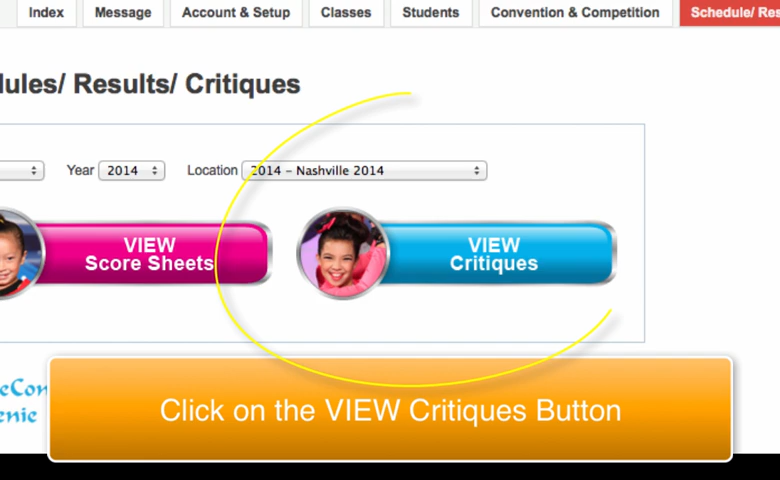 Index Message Account & Setup Classes Students Convention & Competition Schedule/ Res
dules/ Results/ Critiques
Year 2014 Location 2014 – Nashville 2014
VIEW VIEW
Score Sheets Critiques
eCon
enie
Click on the VIEW Critiques Button